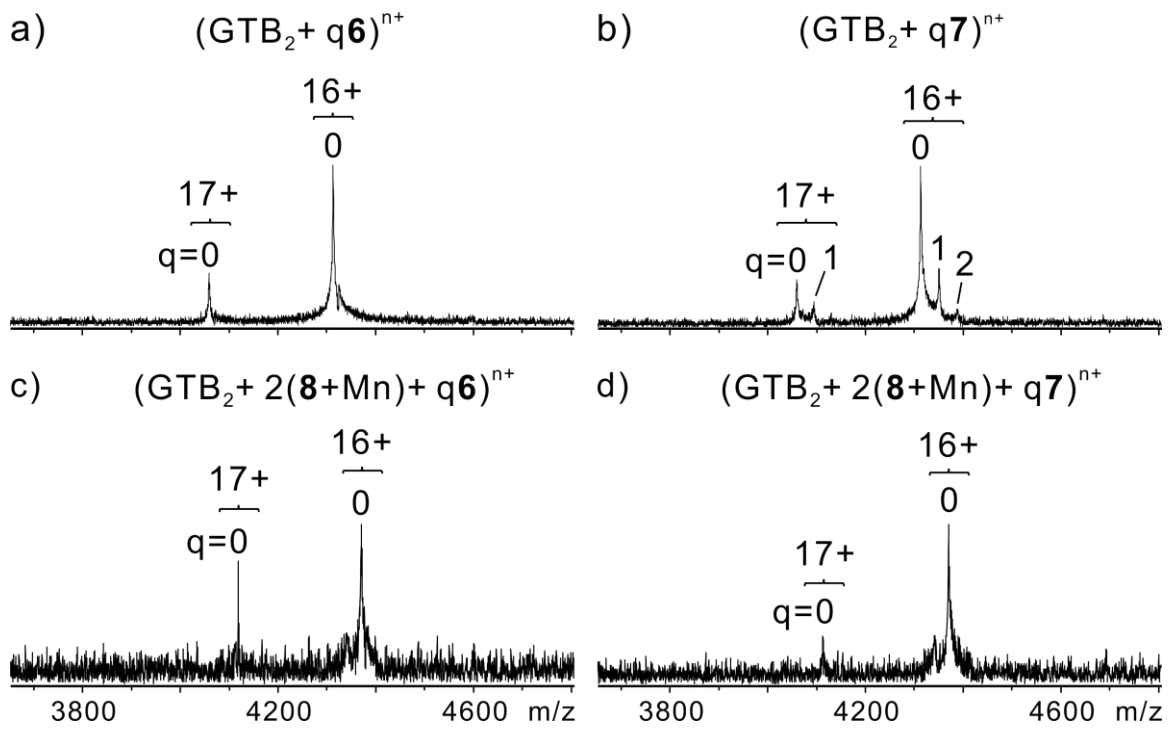 a) (GTB₂+ q6)ⁿ⁺
16+
0
17+
q=0
b) (GTB₂+ q7)ⁿ⁺
16+
0
17+
q=0 1
1
2
c) (GTB₂+ 2(8+Mn)+ q6)ⁿ⁺
16+
17+
0
q=0
3800 4200 4600 m/z
d) (GTB₂+ 2(8+Mn)+ q7)ⁿ⁺
16+
0
17+
q=0
3800 4200 4600 m/z